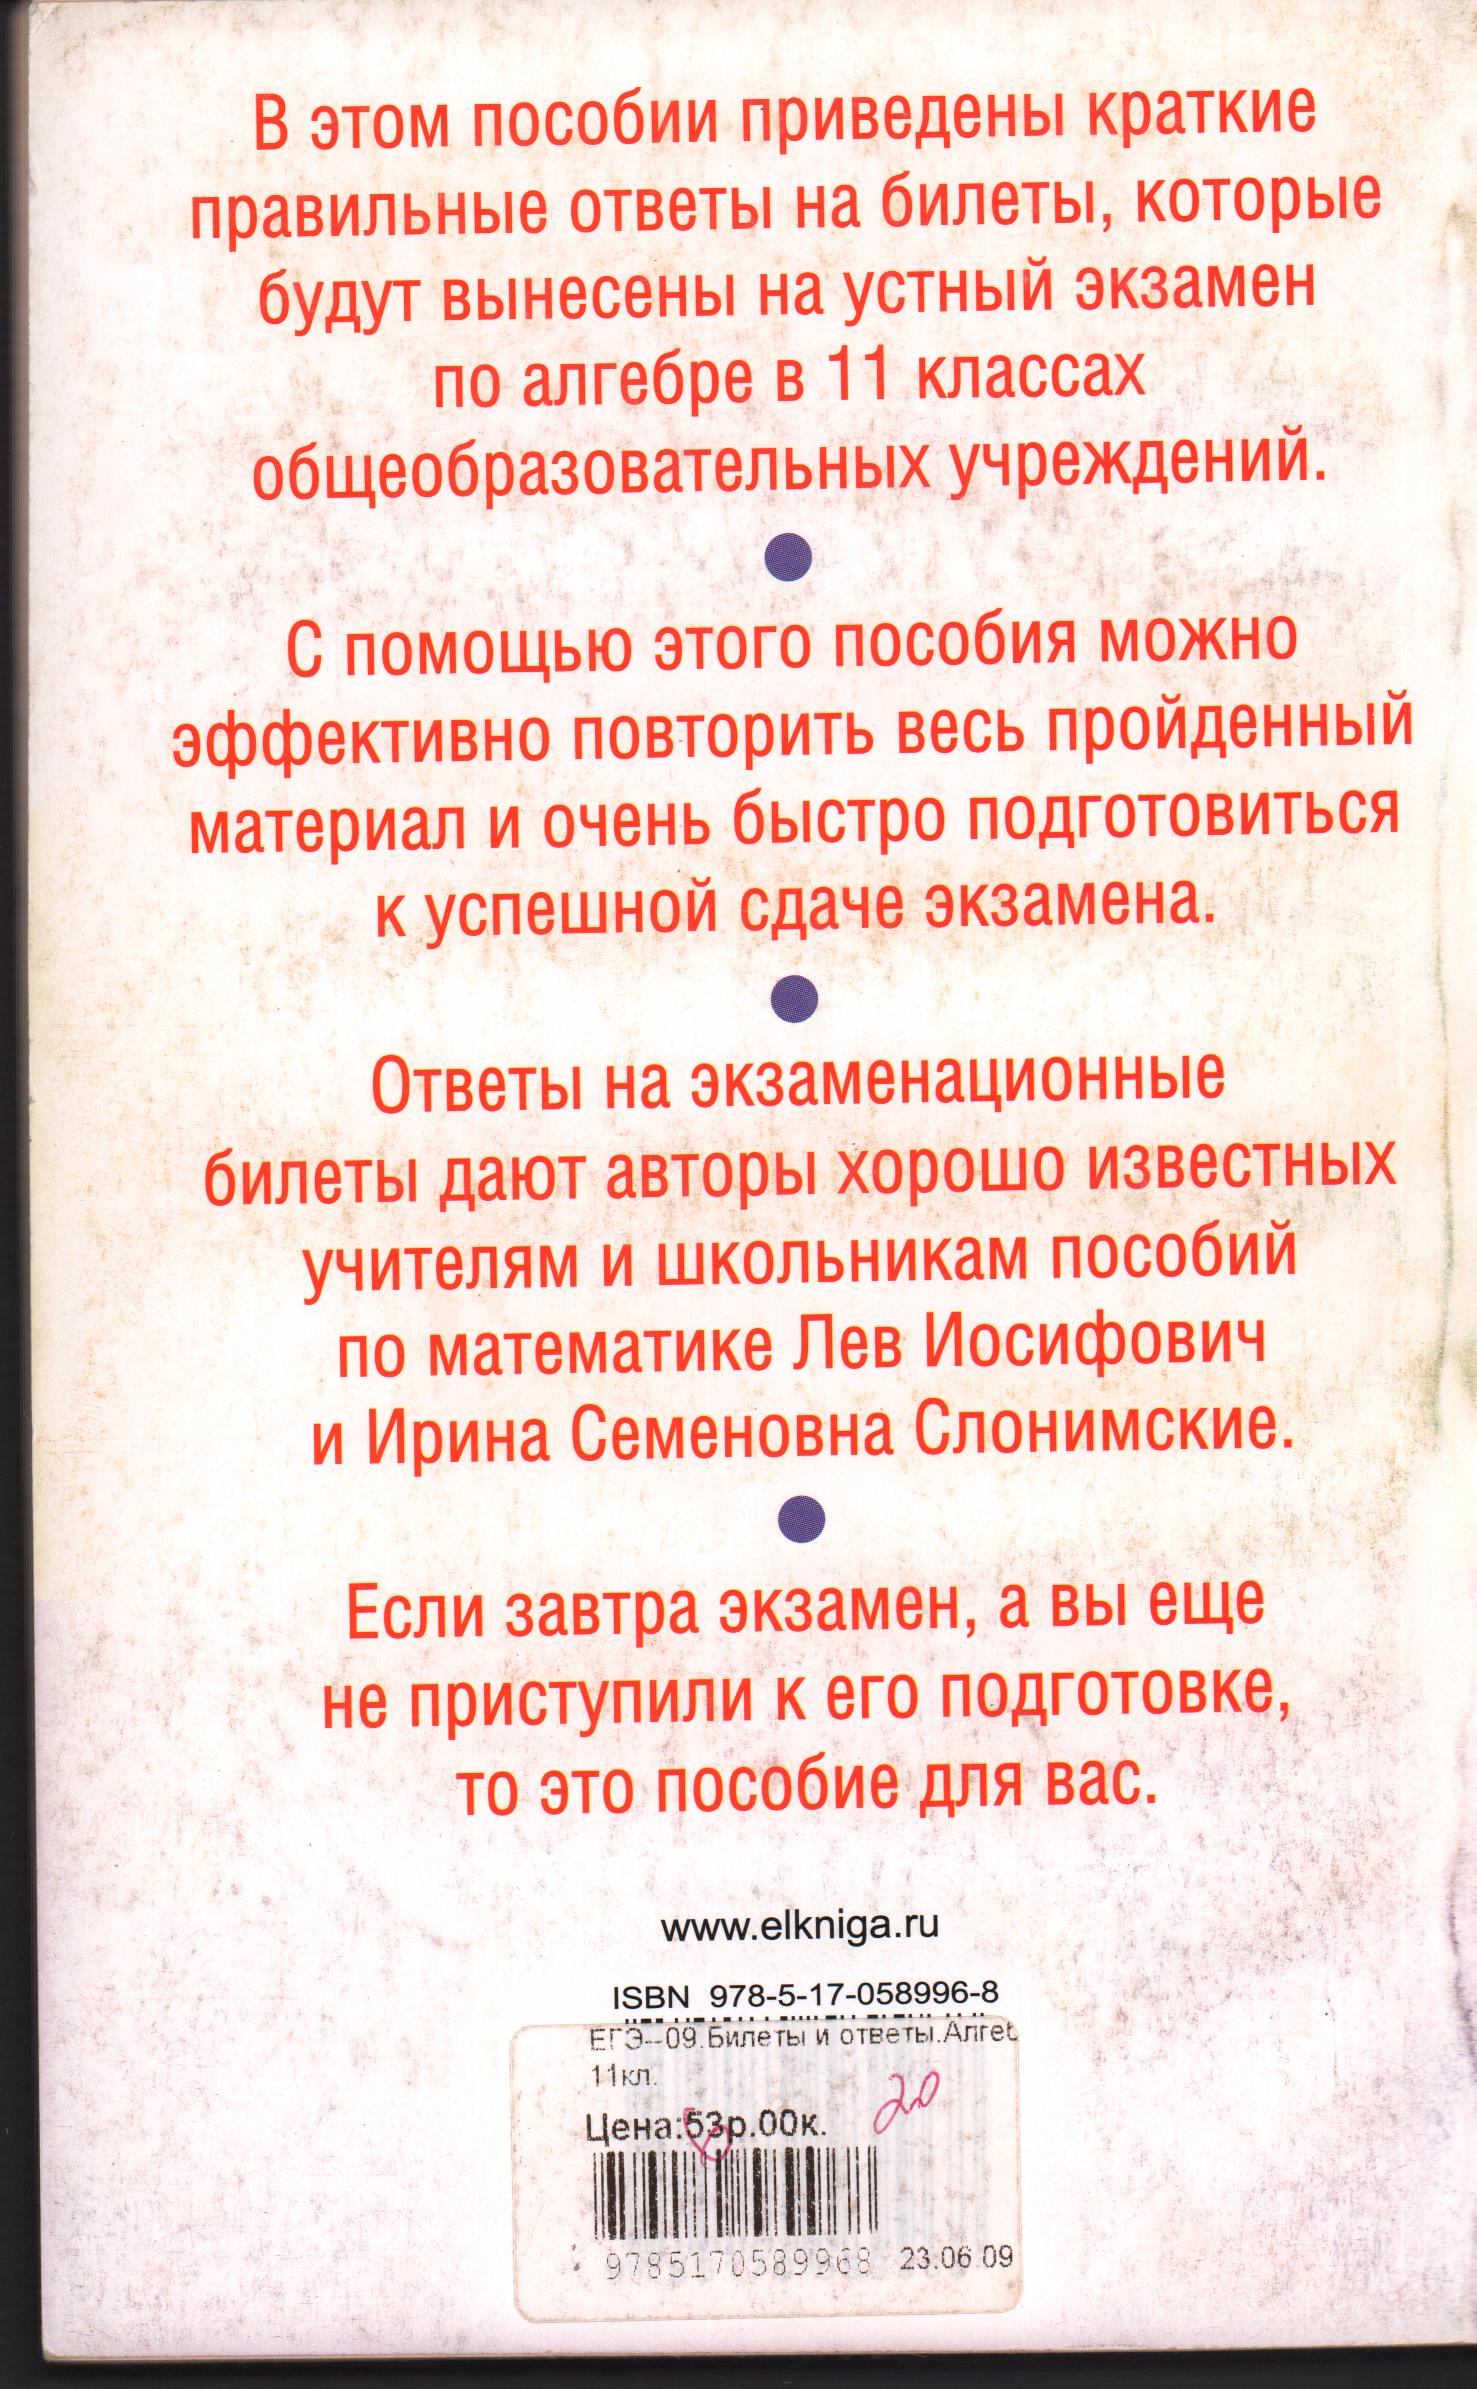 В этом пособии приведены краткие
правильные ответы на билеты, которые
будут вынесены на устный экзамен
по алгебре в 11 классах
общеобразовательных учреждений.
С помощью этого пособия можно
эффективно повторить весь пройденный
материал и очень быстро подготовиться
к успешной сдаче экзамена.
Ответы на экзаменационные
билеты дают авторы хорошо известных
учителям и школьникам пособий
по математике Лев Иосифович
и Ирина Семеновна Слонимские.
Если завтра экзамен, а вы еще
не приступили к его подготовке,
то это пособие для вас.
www.elkniga.ru
ISBN 978-5-17-058996-8
ЕГЭ--09.Билеты и ответы.Алгеб
11кл.
20
Цена:53р.00к.
9785170589968 23.06.09